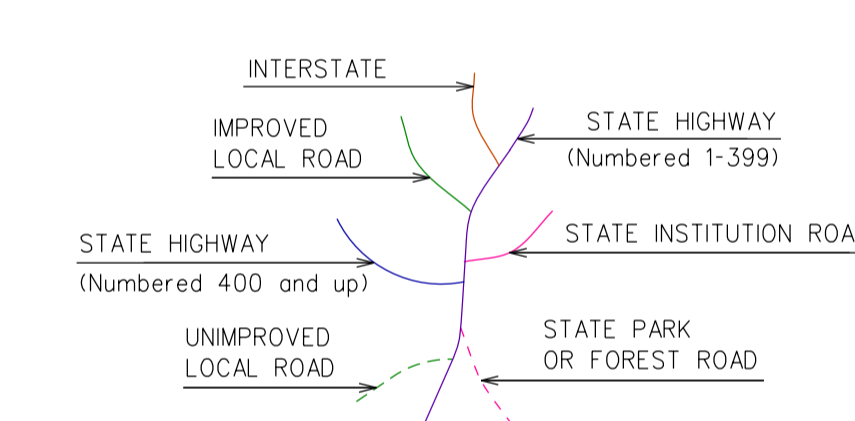 INTERSTATE
STATE HIGHWAY
(Numbered 1-399)
IMPROVED
LOCAL ROAD
STATE HIGHWAY
(Numbered 400 and up)
STATE INSTITUTION ROA
UNIMPROVED
LOCAL ROAD
STATE PARK
OR FOREST ROAD